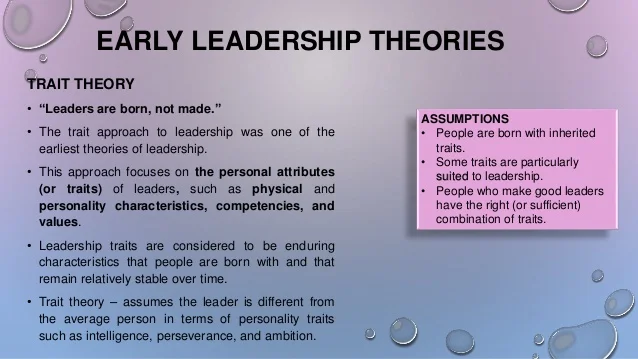 EARLY LEADERSHIP THEORIES
TRAIT THEORY
• “Leaders are born, not made.”
• The trait approach to leadership was one of the
earliest theories of leadership.
• This approach focuses on the personal attributes
(or traits) of leaders, such as physical and
personality characteristics, competencies, and
values.
• Leadership traits are considered to be enduring
characteristics that people are born with and that
remain relatively stable over time.
• Trait theory – assumes the leader is different from
the average person in terms of personality traits
such as intelligence, perseverance, and ambition.
ASSUMPTIONS
• People are born with inherited
traits.
• Some traits are particularly
suited to leadership.
• People who make good leaders
have the right (or sufficient)
combination of traits.